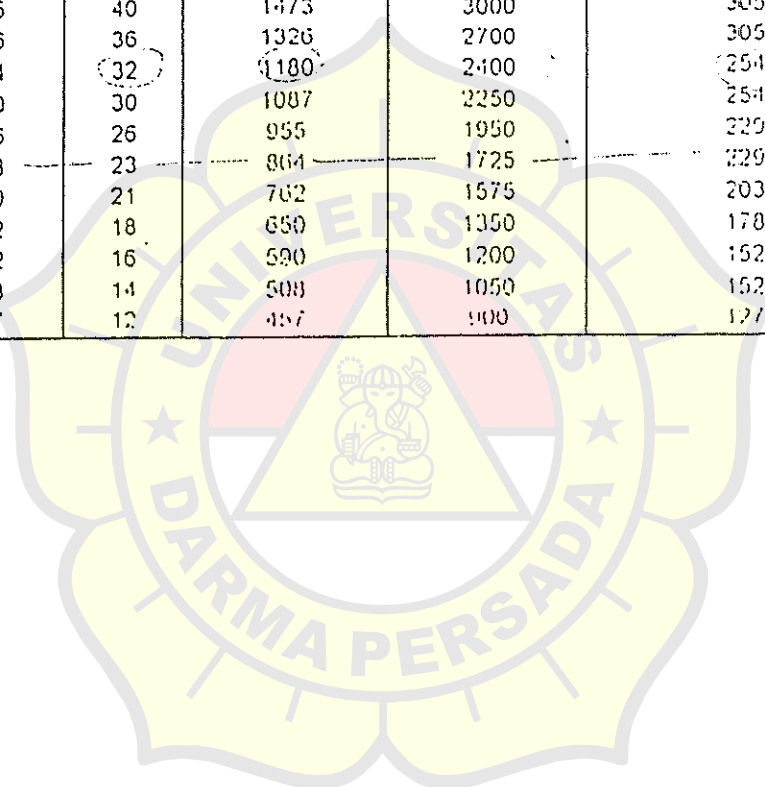 40 1473 3000 305
36 1326 2700 305
32 1180 2400 254
30 1087 2250 254
26 955 1950 229
23 864 1725 229
21 762 1575 203
18 650 1350 178
16 590 1200 152
14 508 1050 152
12 457 900 127
UNIVERSITAS
DARMA PERSADA